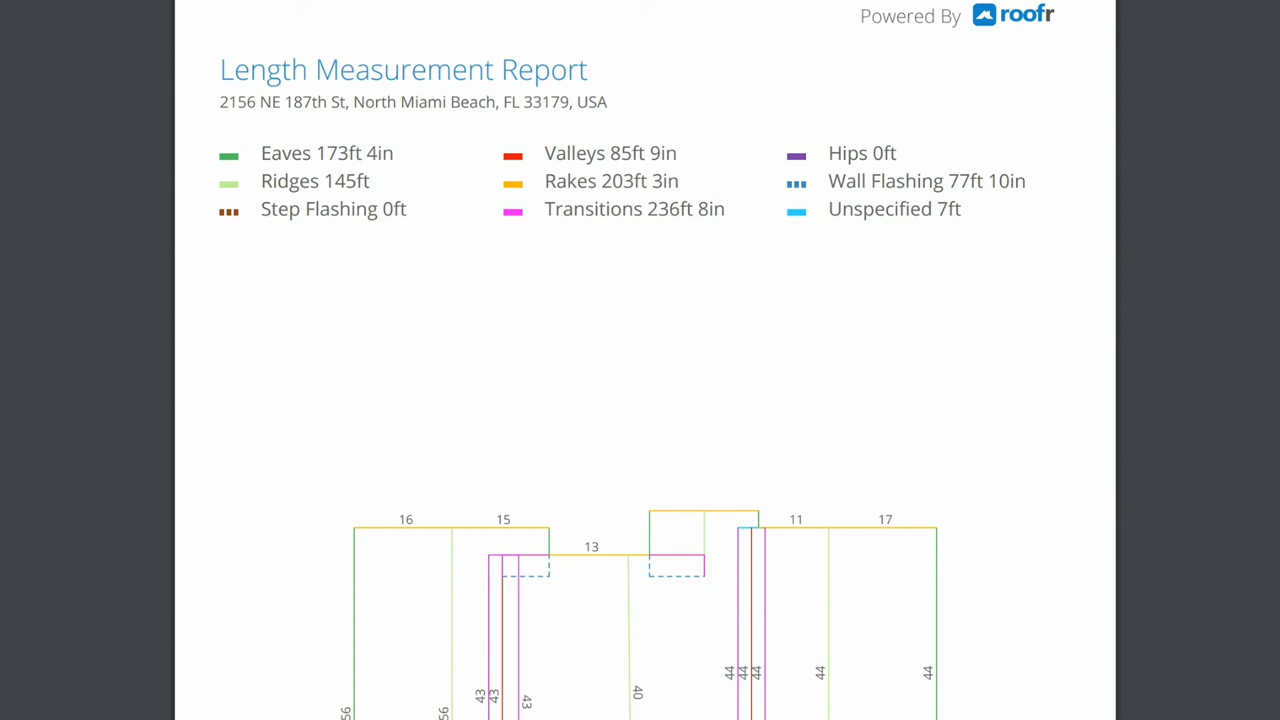 Powered By roofr
Length Measurement Report
2156 NE 187th St, North Miami Beach, FL 33179, USA
Eaves 173ft 4in
Valleys 85ft 9in
Hips 0ft
Ridges 145ft
Rakes 203ft 3in
Wall Flashing 77ft 10in
Step Flashing 0ft
Transitions 236ft 8in
Unspecified 7ft
16
15
11
17
13
44
44
44
44
44
43
43
43
40